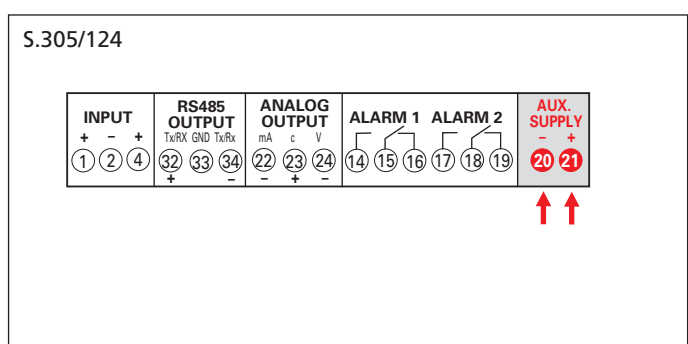 S.305/124
INPUT
+ – +
1 2 4
RS485
OUTPUT
Tx/RX GND Tx/Rx
32 33 34
+ –
ANALOG
OUTPUT
mA c V
22 23 24
– + –
ALARM 1 ALARM 2
14 15 16 17 18 19
AUX.
SUPPLY
– +
20 21